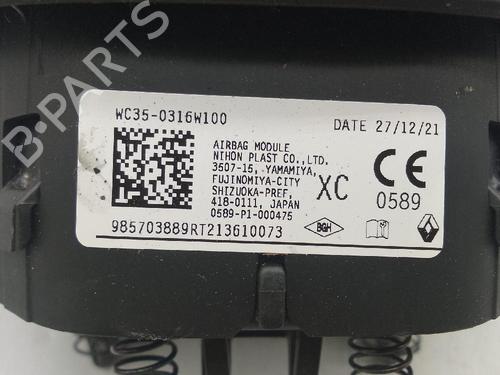 WC35-0316W100
DATE 27/12/21
AIRBAG MODULE
NIHON PLAST CO.,LTD.
3507-15, YAMAMIYA,
FUJINOMIYA-CITY
SHIZUOKA-PREF,
418-0111, JAPAN
0589-P1-000475
XC
CE
0589
985703889RT213610073
BGH